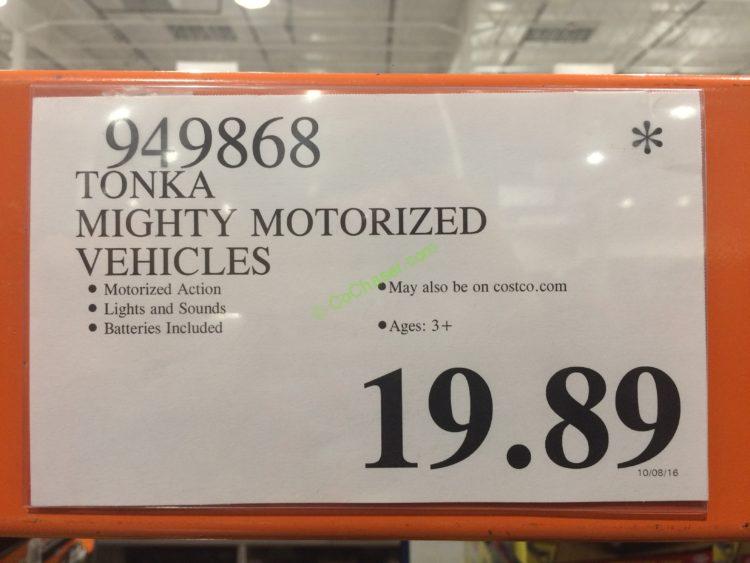 949868 *
TONKA
MIGHTY MOTORIZED
VEHICLES
• Motorized Action
• Lights and Sounds
• Batteries Included
• May also be on costco.com
• Ages: 3+
19.89
10/08/16
© CoChaser.com